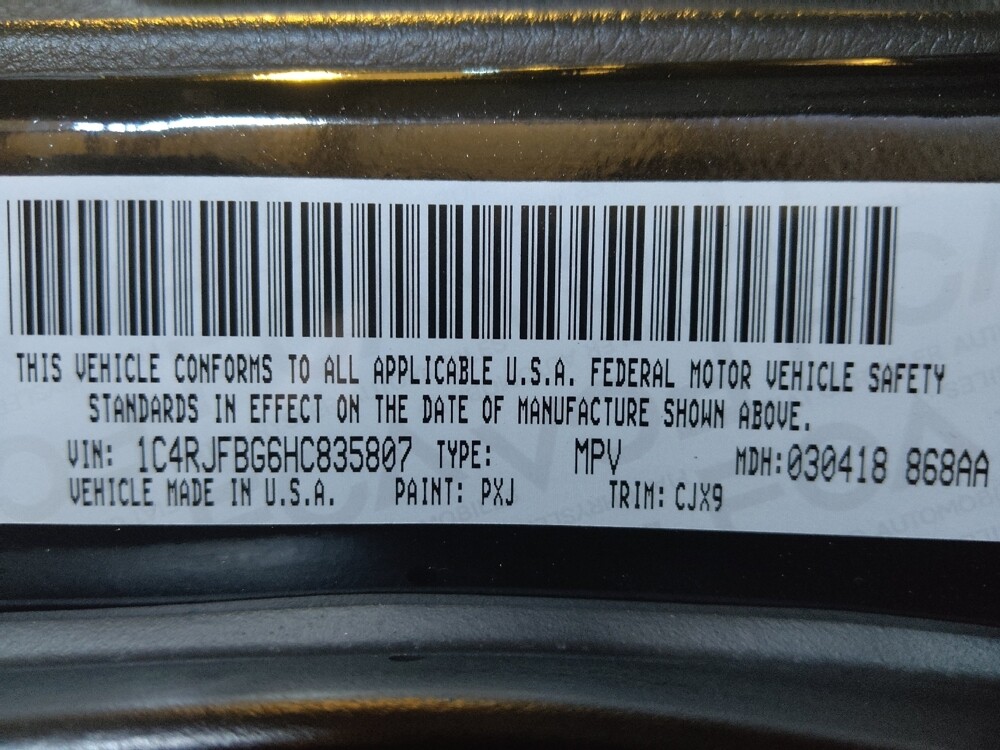 THIS VEHICLE CONFORMS TO ALL APPLICABLE U.S.A. FEDERAL MOTOR VEHICLE SAFETY
STANDARDS IN EFFECT ON THE DATE OF MANUFACTURE SHOWN ABOVE.
VIN: 1C4RJFBG6HC835807 TYPE: MPV MDH:030418 868AA
VEHICLE MADE IN U.S.A. PAINT: PXJ TRIM: CJX9